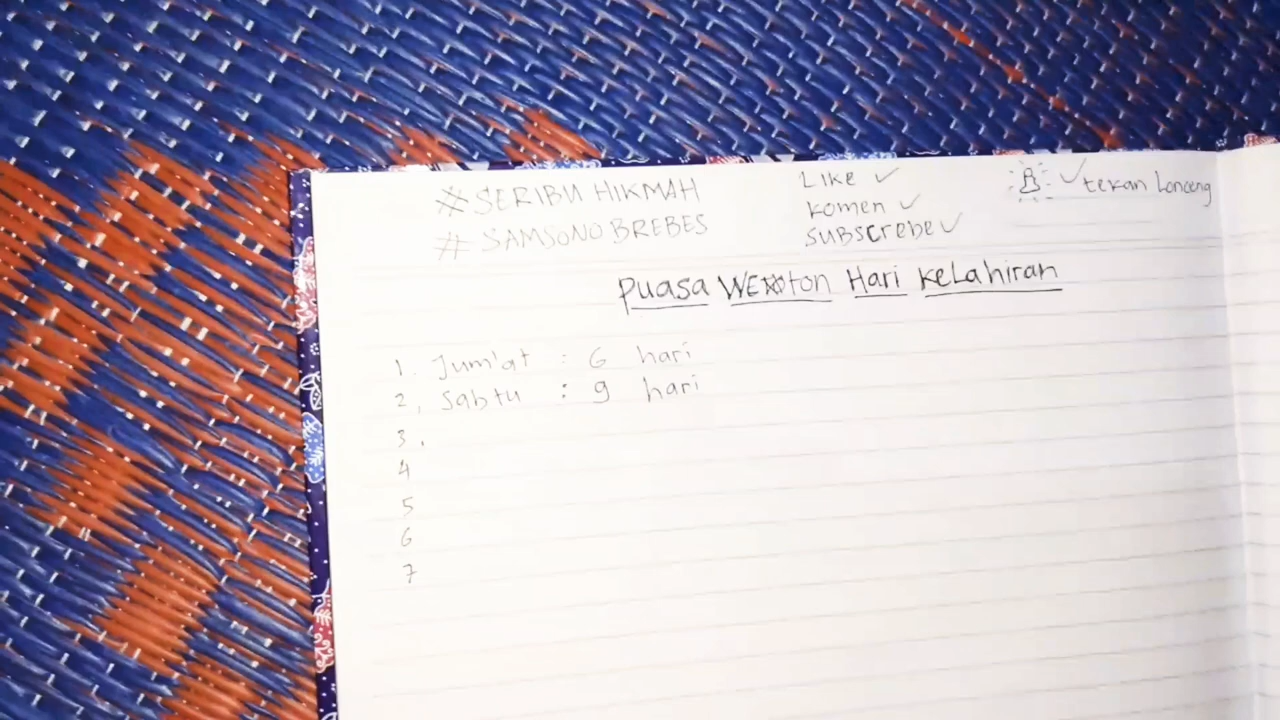 #SERIBU HIKMAH
#SAMSONO BREBES
Like ✓
komen ✓
SUBSCrebe ✓
✓ tekan Lonceng
Puasa WEton Hari KeLahiran
1. Jum'at : 6 hari
2. Sabtu : 9 hari
3.
4
5
6
7